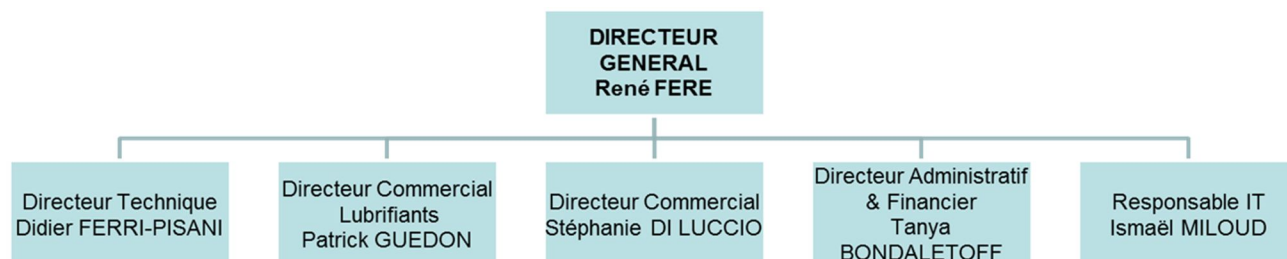 DIRECTEUR
GENERAL
René FERE
Directeur Technique
Didier FERRI-PISANI
Directeur Commercial
Lubrifiants
Patrick GUEDON
Directeur Commercial
Stéphanie DI LUCCIO
Directeur Administratif
& Financier
Tanya
BONDALETOFF
Responsable IT
Ismaël MILOUD